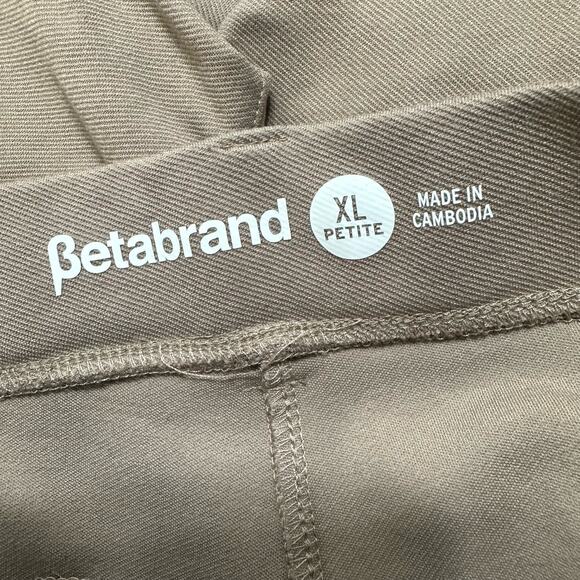 βetabrand
XL
PETITE
MADE IN
CAMBODIA